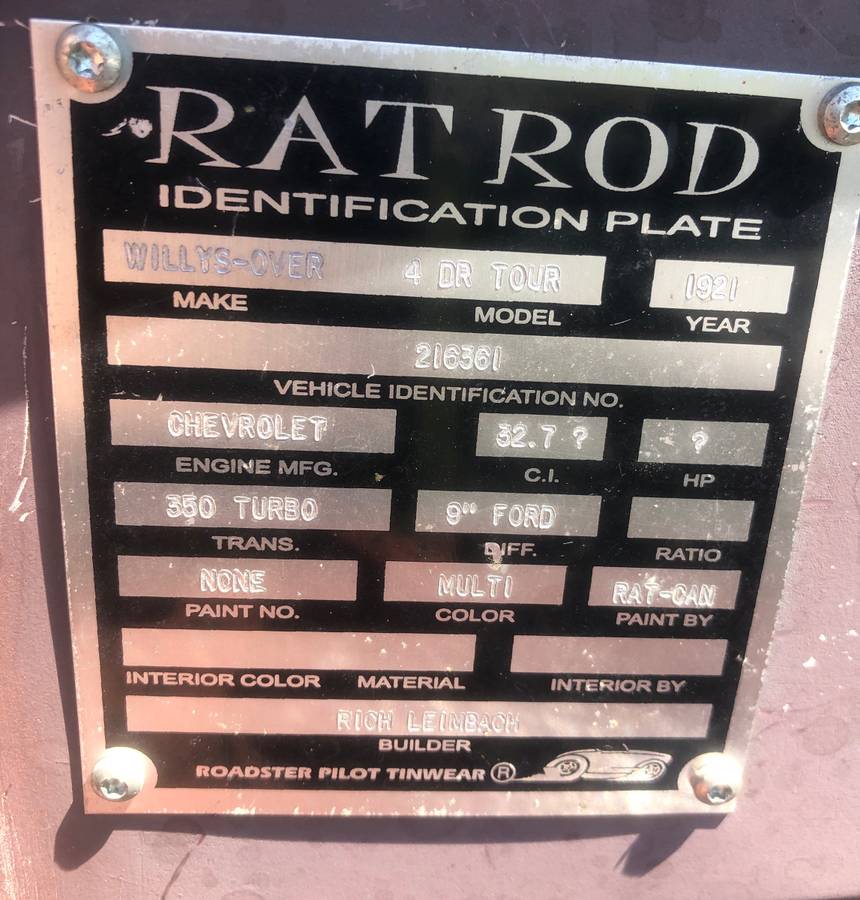 RAT ROD
IDENTIFICATION PLATE
WILLYS-OVER 4 DR TOUR 1921
MAKE MODEL YEAR
216361
VEHICLE IDENTIFICATION NO.
CHEVROLET 32.7 ? ?
ENGINE MFG. C.I. HP
350 TURBO 9" FORD
TRANS. DIFF. RATIO
NONE MULTI RAT-CAN
PAINT NO. COLOR PAINT BY
INTERIOR COLOR MATERIAL INTERIOR BY
RICH LEIMBACH
BUILDER
ROADSTER PILOT TINWEAR ®